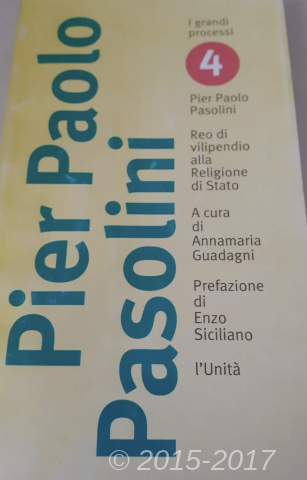 Pier Paolo
Pasolini
I grandi
processi
4
Pier Paolo
Pasolini
Reo di
vilipendio
alla
Religione
di Stato
A cura
di
Annamaria
Guadagni
Prefazione
di
Enzo
Siciliano
l'Unità
© 2015-2017